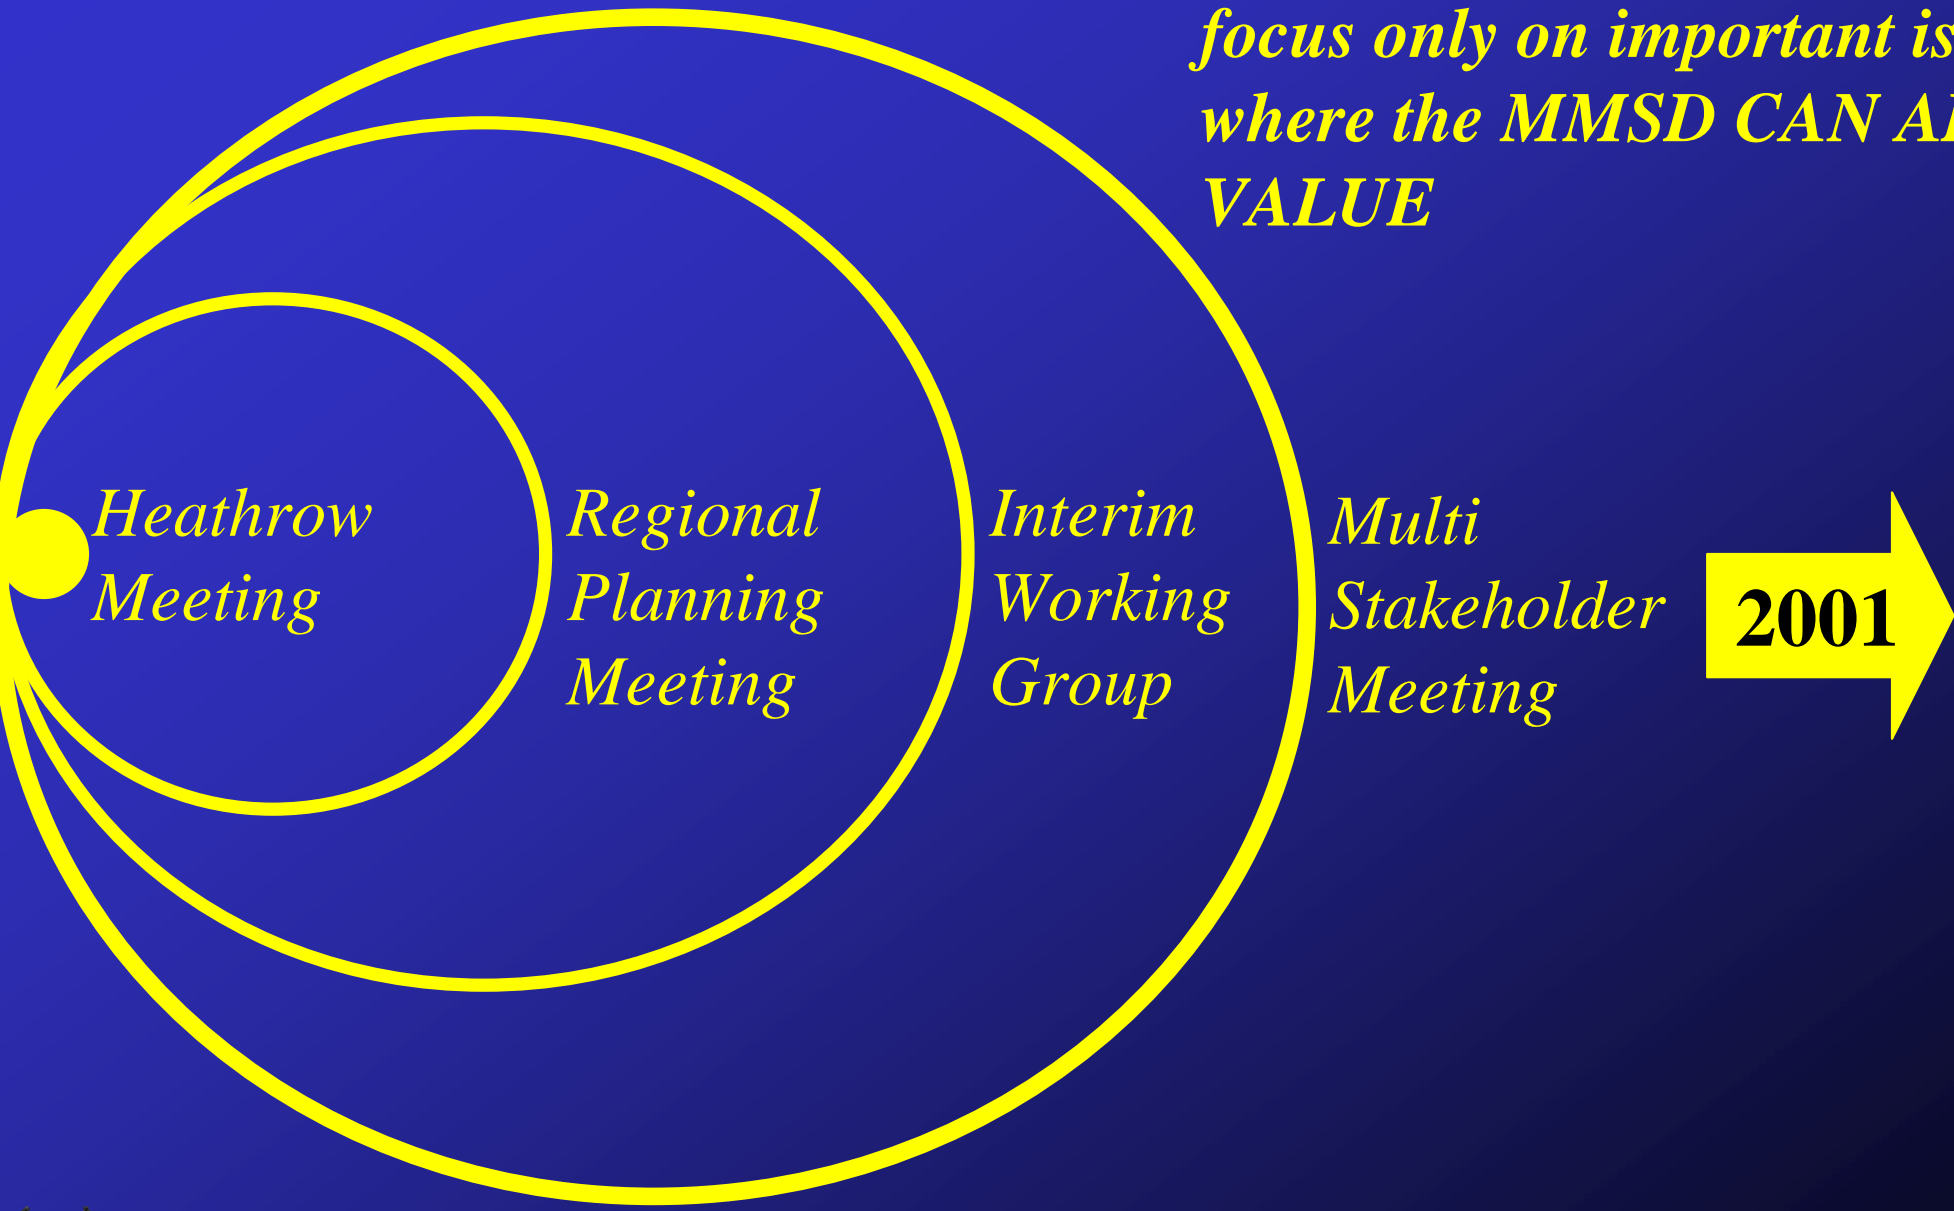 focus only on important is
where the MMSD CAN A
VALUE
Heathrow
Meeting
Regional
Planning
Meeting
Interim
Working
Group
Multi
Stakeholder
Meeting
2001